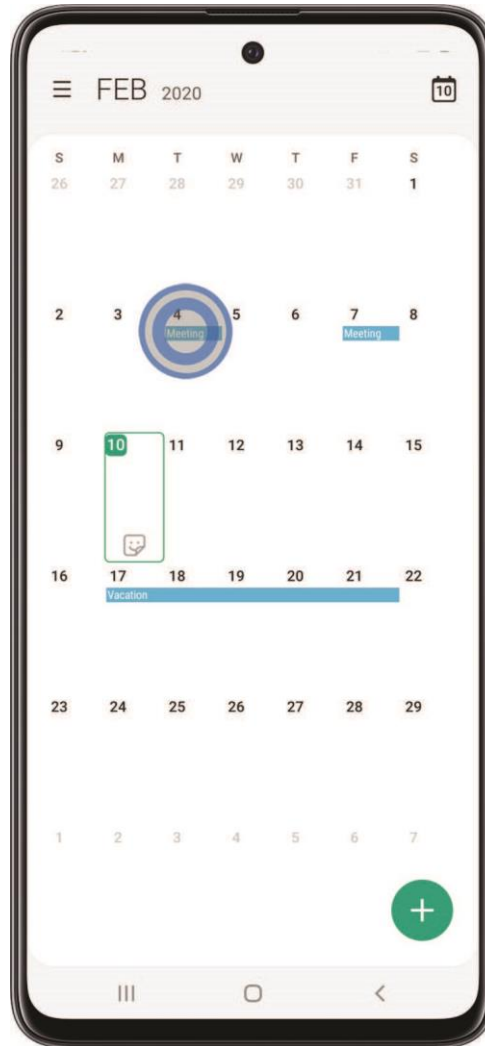 FEB 2020
10
S M T W T F S
26 27 28 29 30 31 1
2 3 4 5 6 7 8
Meeting Meeting
9 10 11 12 13 14 15
16 17 18 19 20 21 22
Vacation
23 24 25 26 27 28 29
1 2 3 4 5 6 7